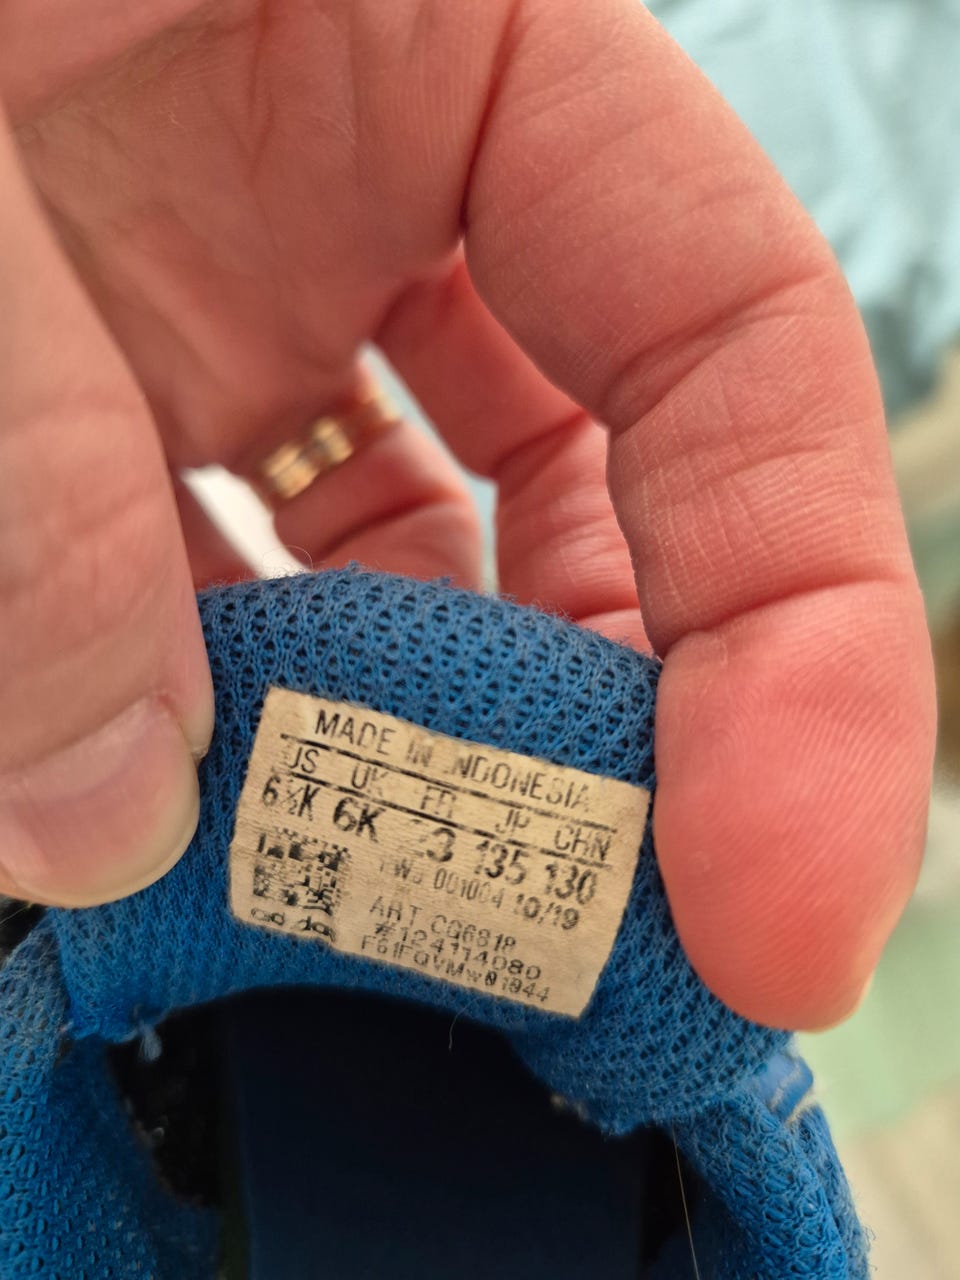 MADE IN INDONESIA
US UK FR JP CHN
6½K 6K 23 135 130
001004 10/19
ART CG6818
#124114080